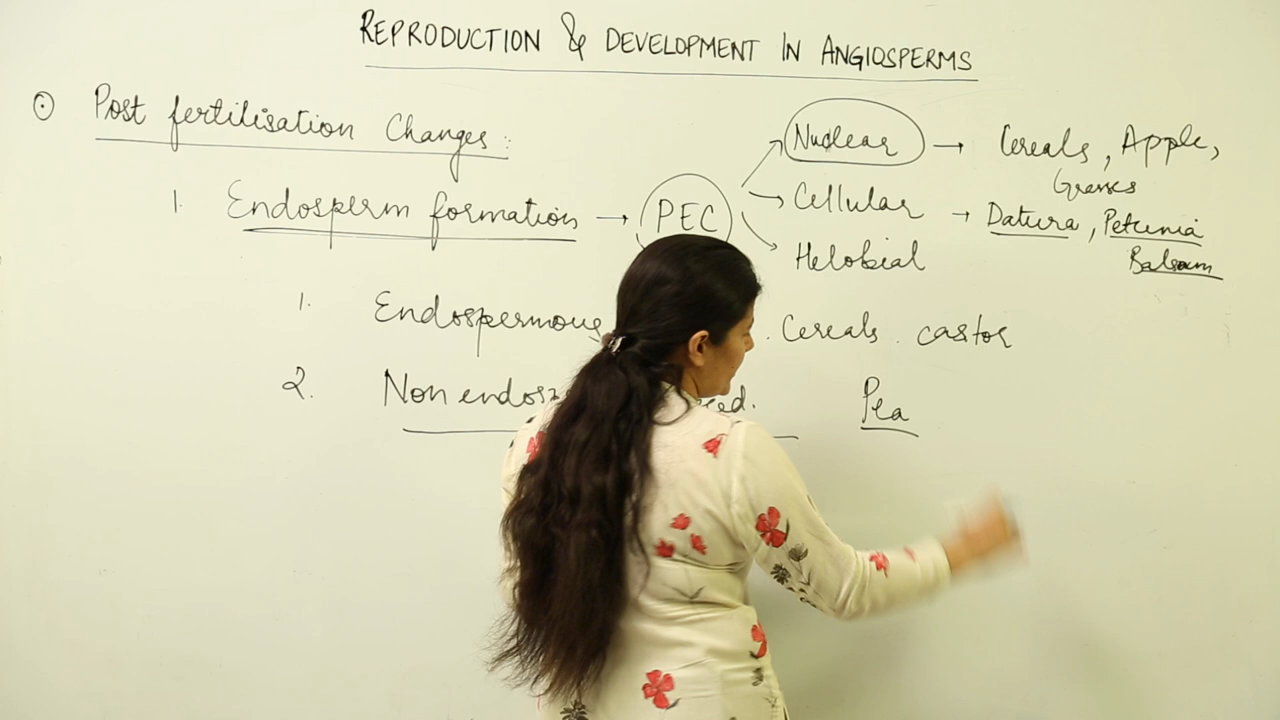 REPRODUCTION & DEVELOPMENT IN ANGIOSPERMS
Post fertilisation Changes:
1. Endosperm formation → PEC
Nuclear → Cereals, Apple, Grasses
Cellular → Datura, Petunia Balsam
Helobial
1. Endospermous Cereals. castor
2. Non endos Pea